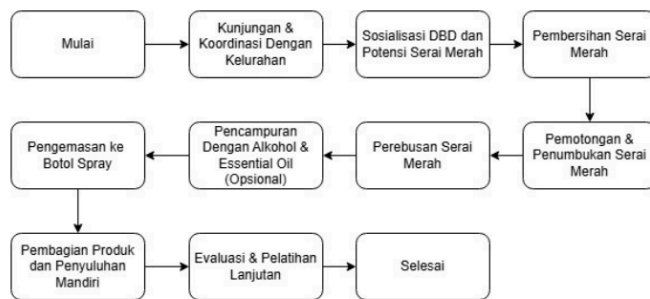 Mulai
Kunjungan &
Koordinasi Dengan
Kelurahan
Sosialisasi DBD dan
Potensi Serai Merah
Pembersihan Serai
Merah
Pemotongan &
Penumbukan Serai
Merah
Perebusan Serai
Merah
Pencampuran
Dengan Alkohol &
Essential Oil
(Opsional)
Pengemasan ke
Botol Spray
Pembagian Produk
dan Penyuluhan
Mandiri
Evaluasi & Pelatihan
Lanjutan
Selesai